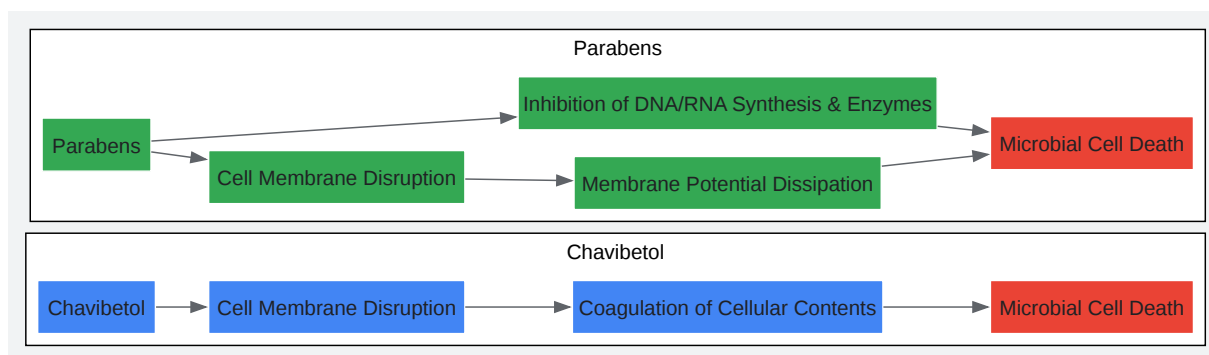 Parabens
Inhibition of DNA/RNA Synthesis & Enzymes
Parabens
Microbial Cell Death
Cell Membrane Disruption
Membrane Potential Dissipation
Chavibetol
Chavibetol
Cell Membrane Disruption
Coagulation of Cellular Contents
Microbial Cell Death